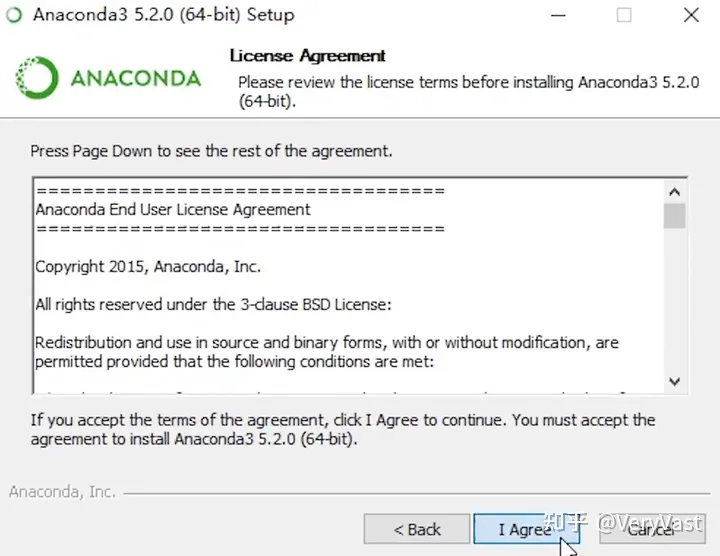 Anaconda3 5.2.0 (64-bit) Setup
ANACONDA
License Agreement
Please review the license terms before installing Anaconda3 5.2.0
(64-bit).
Press Page Down to see the rest of the agreement.
===================================
Anaconda End User License Agreement
===================================
Copyright 2015, Anaconda, Inc.
All rights reserved under the 3-clause BSD License:
Redistribution and use in source and binary forms, with or without modification, are
permitted provided that the following conditions are met:
If you accept the terms of the agreement, click I Agree to continue. You must accept the
agreement to install Anaconda3 5.2.0 (64-bit).
Anaconda, Inc.
< Back
I Agree
Cancel
知乎 @VeryVast